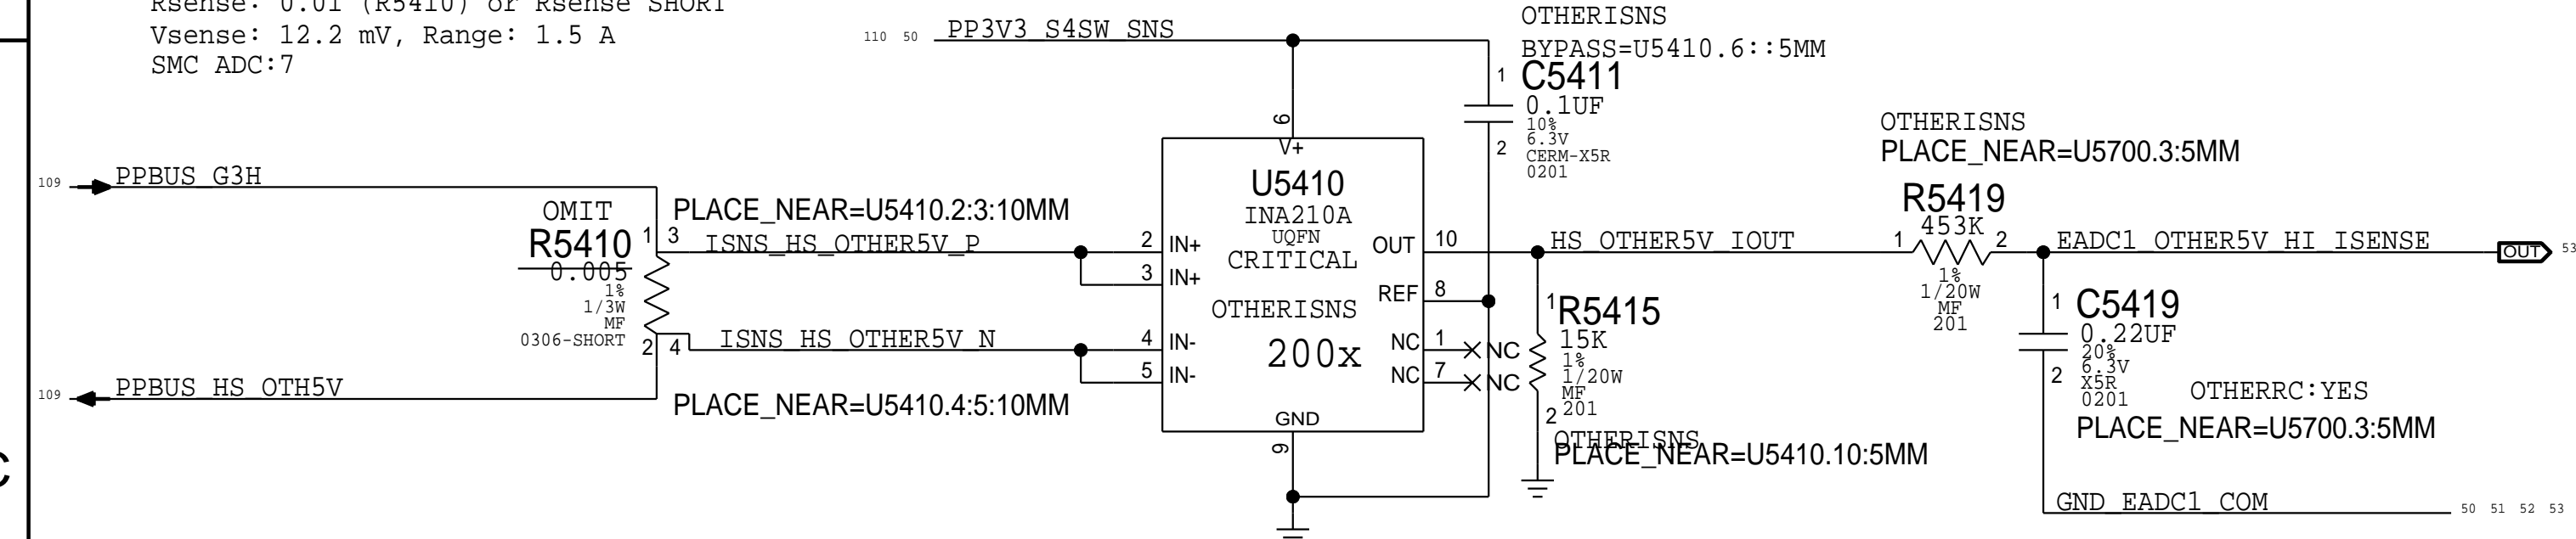 Rsense: 0.01 (R5410) or Rsense SHORT
Vsense: 12.2 mV, Range: 1.5 A
SMC ADC:7
110 50 PP3V3_S4SW_SNS
OTHERISNS
BYPASS=U5410.6::5MM
1
C5411
0.1UF
10%
6.3V
CERM-X5R
0201
2
OTHERISNS
PLACE_NEAR=U5700.3:5MM
R5419
453K
1 2
1%
1/20W
MF
201
109 PPBUS_G3H
OMIT
R5410
0.005
1%
1/3W
MF
0306-SHORT
1 3
2 4
PLACE_NEAR=U5410.2:3:10MM
ISNS_HS_OTHER5V_P
ISNS_HS_OTHER5V_N
PLACE_NEAR=U5410.4:5:10MM
109 PPBUS_HS_OTH5V
6
V+
U5410
INA210A
UQFN
CRITICAL
OTHERISNS
200x
2 IN+
3 IN+
4 IN-
5 IN-
OUT 10
REF 8
NC 1 NC
NC 7 NC
GND
9
HS_OTHER5V_IOUT
1
R5415
15K
1%
1/20W
MF
201
2
OTHERISNS
PLACE_NEAR=U5410.10:5MM
EADC1_OTHER5V_HI_ISENSE
OUT 53
1
C5419
0.22UF
20%
6.3V
X5R
0201
2
OTHERRC:YES
PLACE_NEAR=U5700.3:5MM
GND_EADC1_COM
50 51 52 53
C